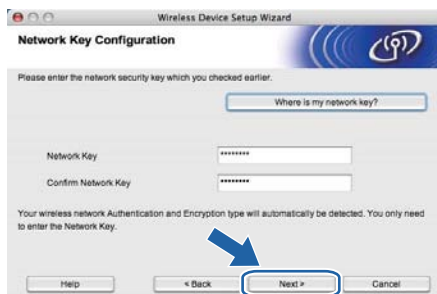 Wireless Device Setup Wizard
Network Key Configuration
Please enter the network security key which you checked earlier.
Where is my network key?
Network Key ********
Confirm Network Key ********
Your wireless network Authentication and Encryption type will automatically be detected. You only need
to enter the Network Key.
Help < Back Next > Cancel